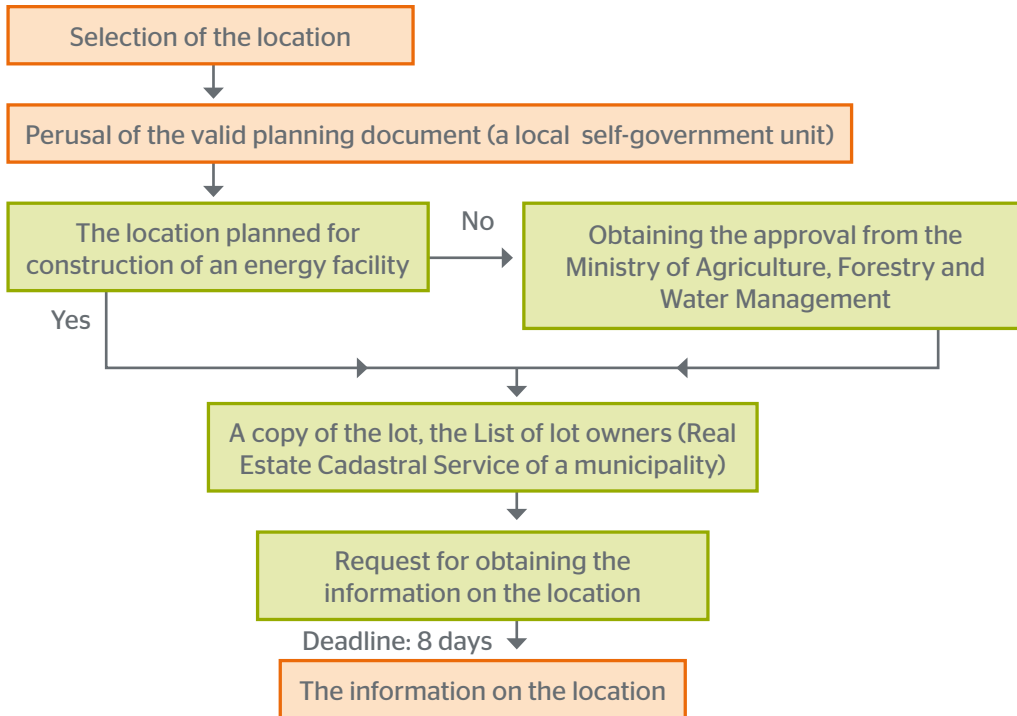 Selection of the location
Perusal of the valid planning document (a local self-government unit)
The location planned for
construction of an energy facility
No
Obtaining the approval from the
Ministry of Agriculture, Forestry and
Water Management
Yes
A copy of the lot, the List of lot owners (Real
Estate Cadastral Service of a municipality)
Request for obtaining the
information on the location
Deadline: 8 days
The information on the location